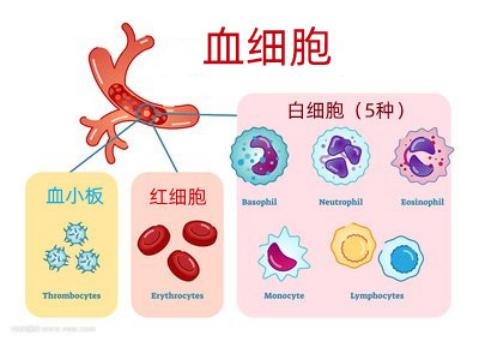 血细胞
白细胞（5种）
Basophil
Neutrophil
Eosinophil
血小板
红细胞
Thrombocytes
Erythrocytes
Monocyte
Lymphocytes